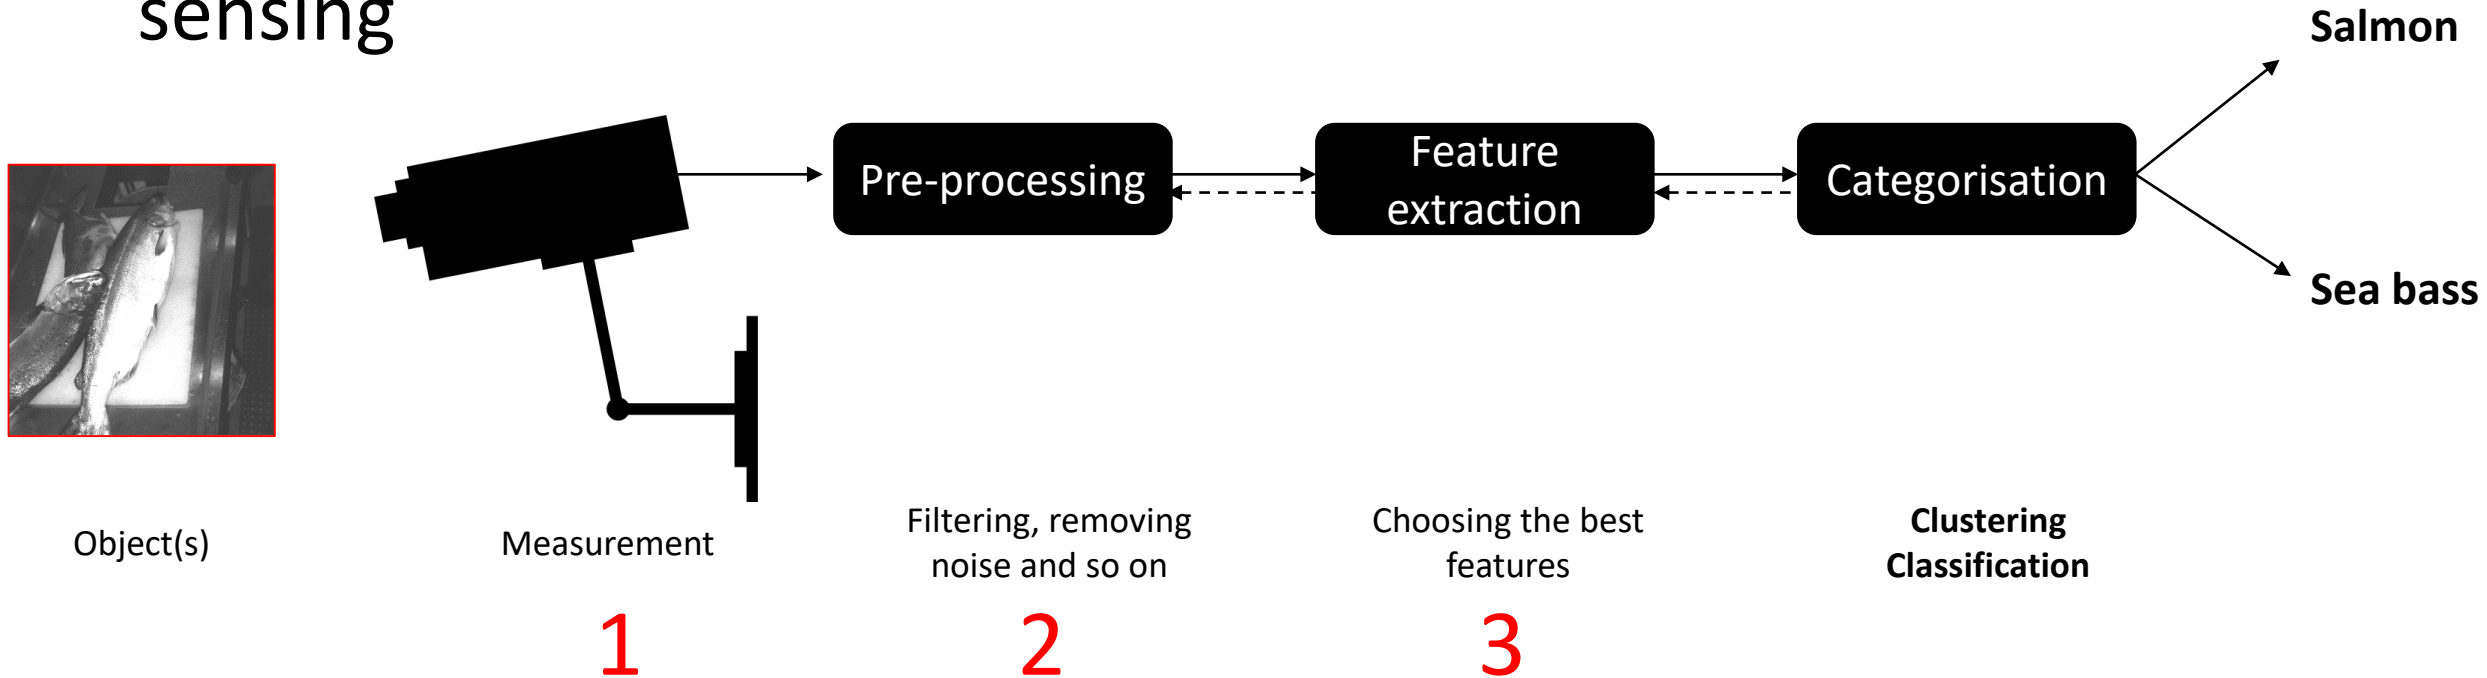 sensing
Salmon
Pre-processing
Feature
extraction
Categorisation
Sea bass
Object(s)
Measurement
Filtering, removing
noise and so on
Choosing the best
features
Clustering
Classification
1
2
3